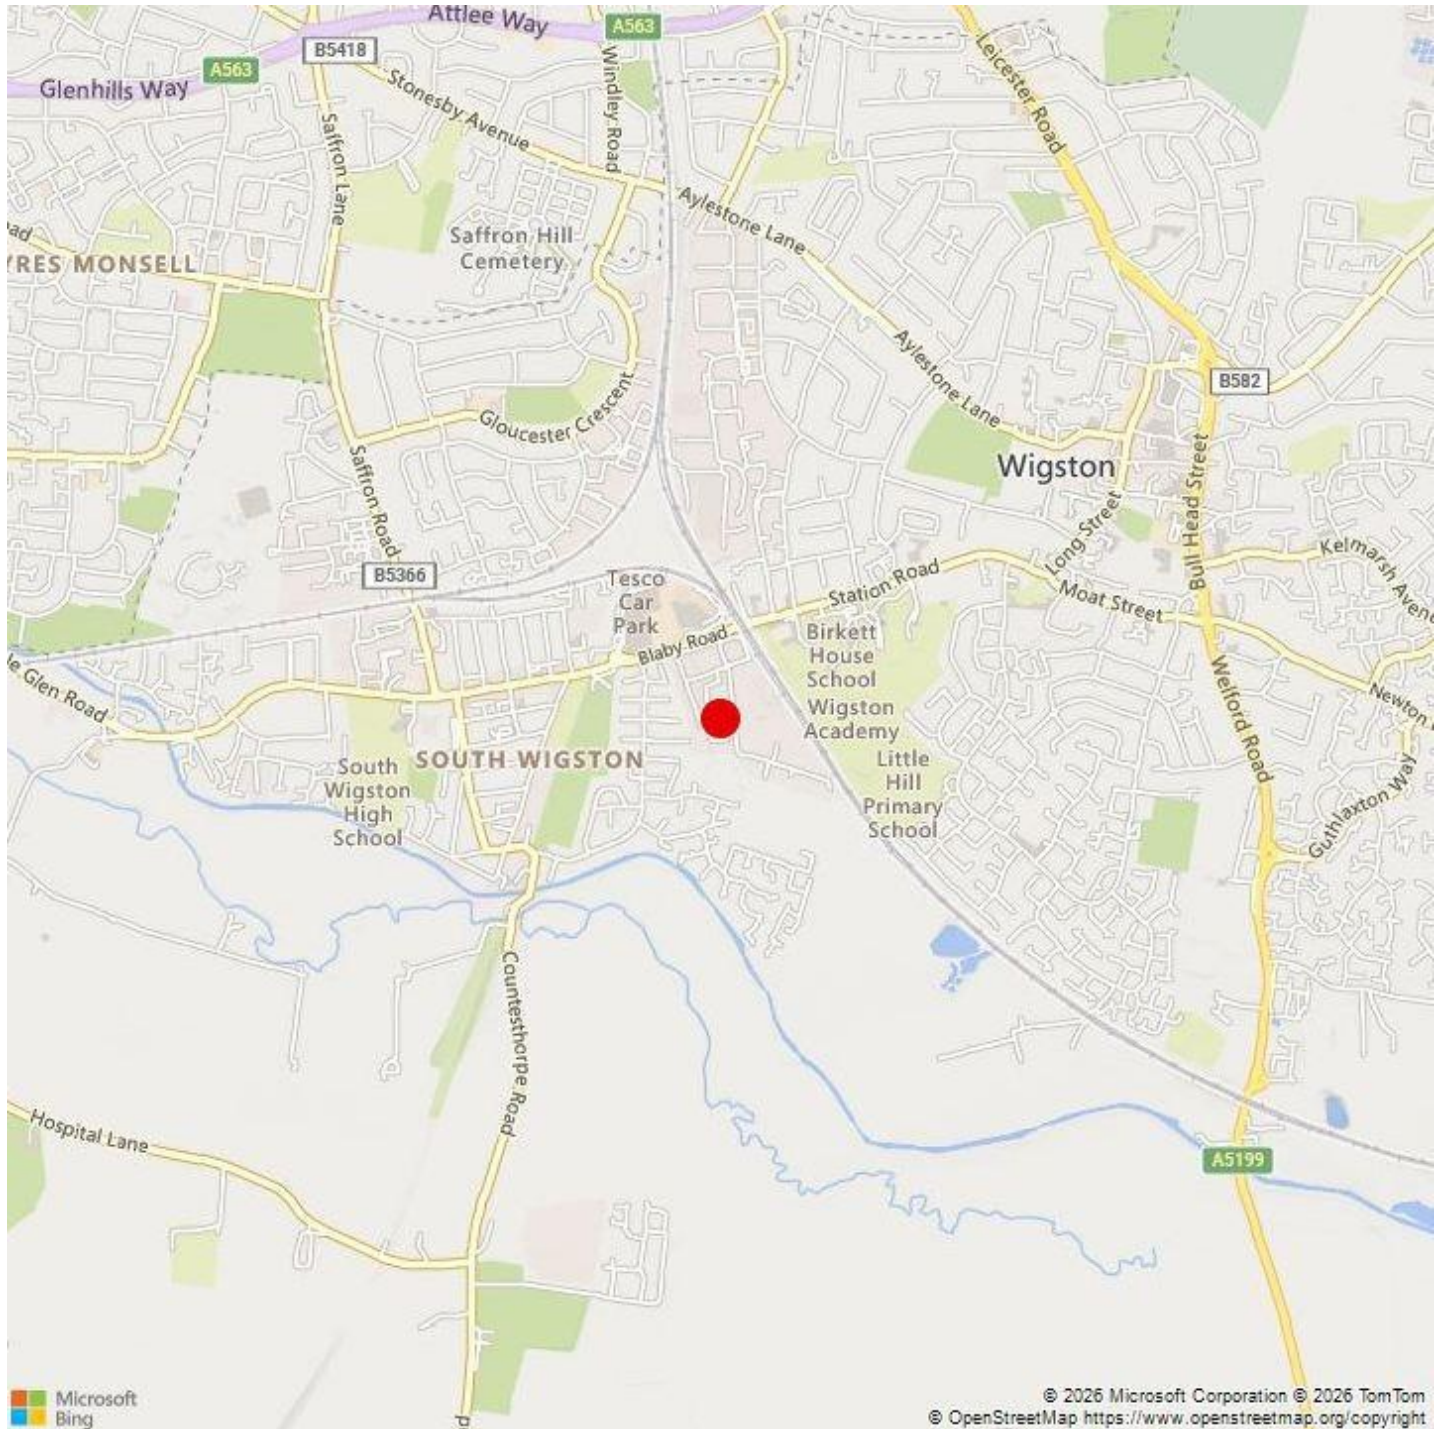 Attlee Way
A563
B5418
A563
Glenhills Way
Stonesby Avenue
Windley Road
Leicester Road
Saffron Lane
Aylestone Lane
Saffron Hill
Cemetery
YRES MONSELL
Aylestone Lane
B582
Gloucester Crescent
Wigston
Bull Head Street
Saffron Road
Long Street
Kelmarsh Avenu
B5366
Tesco
Car
Park
Station Road
Moat Street
Blaby Road
Birkett
House
School
Wigston
Academy
le Glen Road
Welford Road
Newton
SOUTH WIGSTON
South
Wigston
High
School
Little
Hill
Primary
School
Guthlaxton Way
Countesthorpe Road
Hospital Lane
A5199
Microsoft
Bing
© 2026 Microsoft Corporation © 2026 TomTom
© OpenStreetMap https://www.openstreetmap.org/copyright